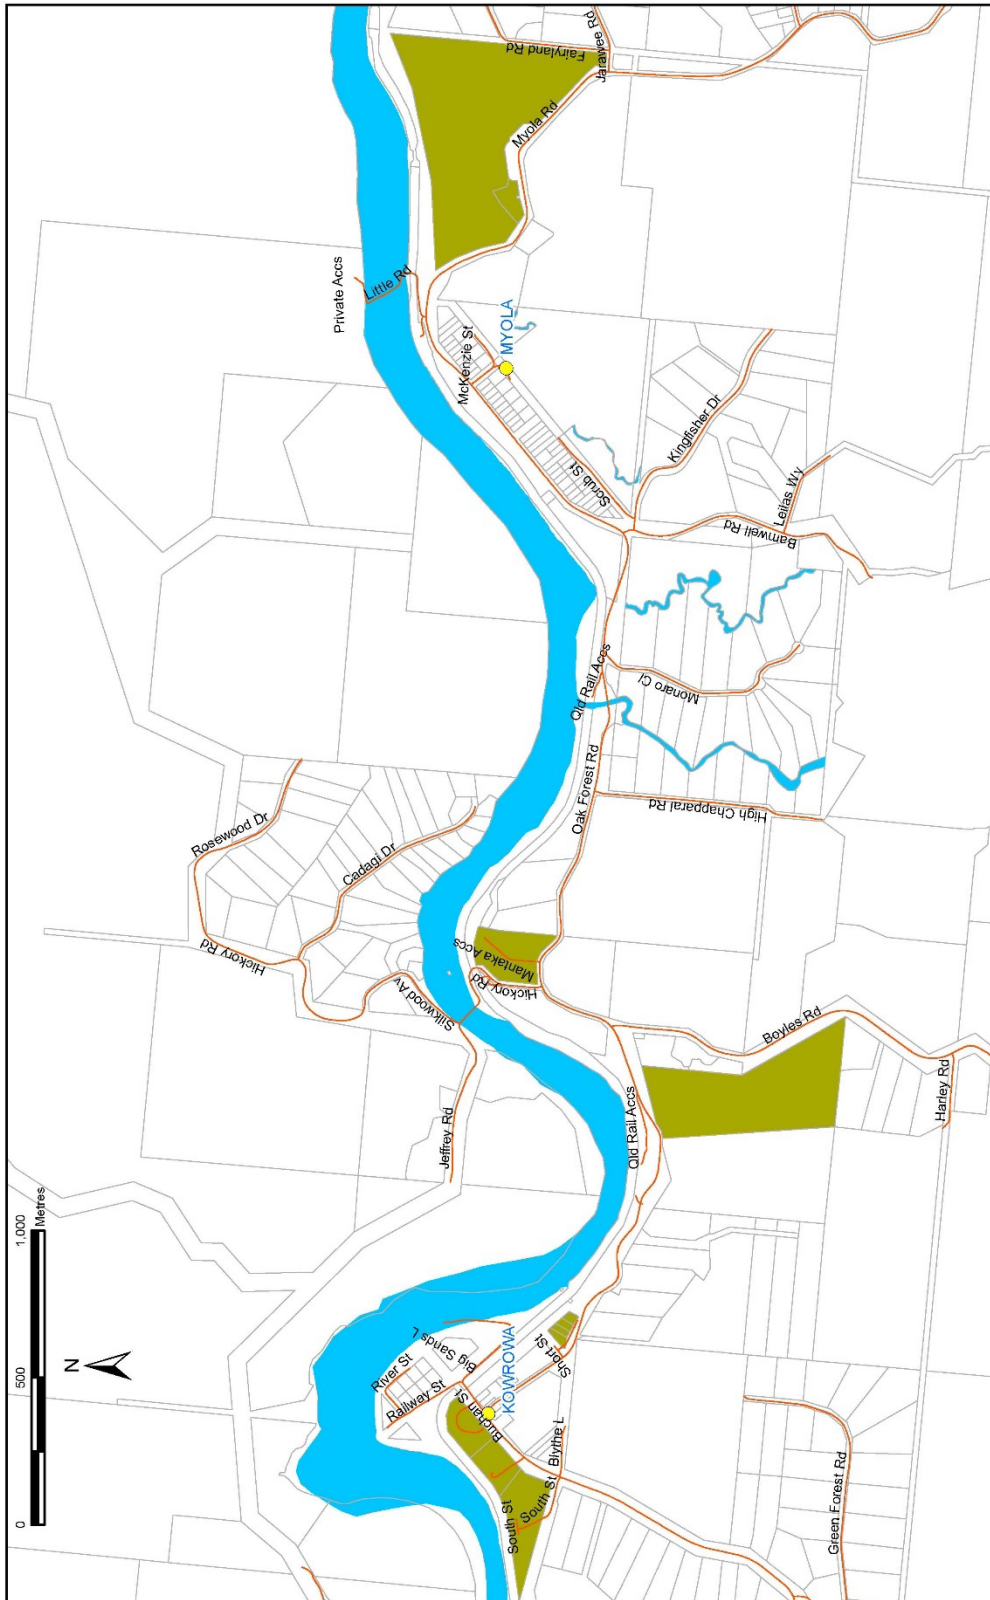 Fairyland Rd
Jarawee Rd
Myola Rd
Private Accs
Little Rd
MYOLA
McKenzie St
Scrub St
Kingfisher Dr
Leilas Wy
Barnwell Rd
Qld Rail Accs
Monaro Cl
Oak Forest Rd
High Chapparal Rd
Rosewood Dr
Cadagi Dr
Hickory Rd
Mantaka Accs
Hickory Rd
Silkwood Av
Boyles Rd
Harley Rd
Jeffrey Rd
Qld Rail Accs
0 500 1,000
Metres
N
River St
Big Sands L
Railway St
KOWROWA
Short St
Buchan St
Blythe L
South St
South St
Green Forest Rd